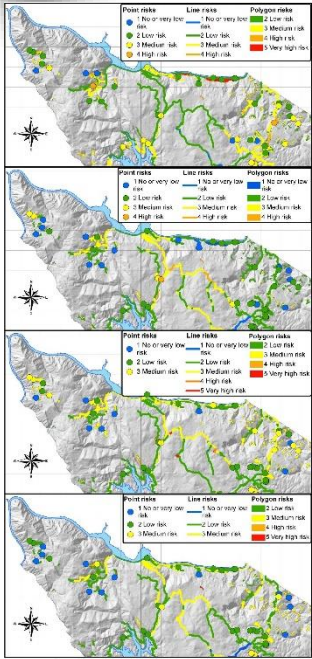 Point risks Line risks Polygon risks
1 No or very low risk 1 No or very low risk 2 Low risk
2 Low risk 2 Low risk 3 Medium risk
3 Medium risk 3 Medium risk 4 High risk
4 High risk 4 High risk 5 Very high risk
Point risks Line risks Polygon risks
1 No or very low risk 1 No or very low risk 1 No or very low risk
2 Low risk 2 Low risk 2 Low risk
3 Medium risk 3 Medium risk 3 Medium risk
4 High risk 4 High risk 4 High risk
Point risks Line risks Polygon risks
1 No or very low risk 1 No or very low risk 2 Low risk
2 Low risk 2 Low risk 3 Medium risk
3 Medium risk 3 Medium risk 4 High risk
4 High risk 5 Very high risk
5 Very high risk
Point risks Line risks Polygon risks
1 No or very low risk 1 No or very low risk 2 Low risk
2 Low risk 2 Low risk 3 Medium risk
3 Medium risk 3 Medium risk 4 High risk
5 Very high risk